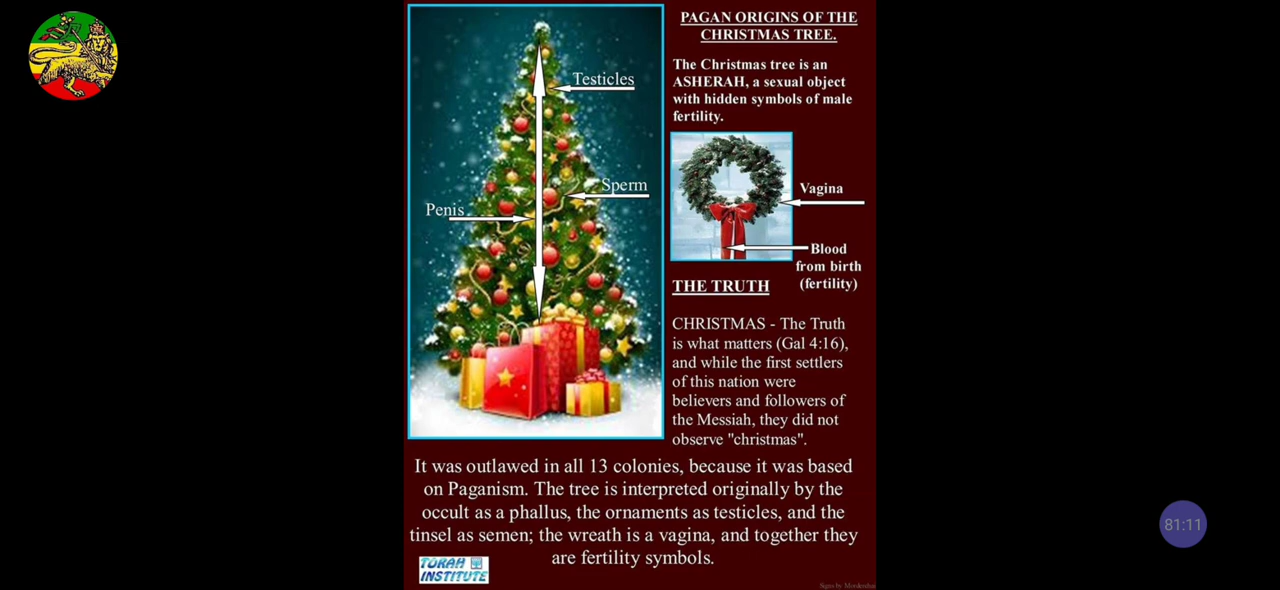 PAGAN ORIGINS OF THE
CHRISTMAS TREE.
The Christmas tree is an
ASHERAH, a sexual object
with hidden symbols of male
fertility.
Testicles
Sperm
Penis
Vagina
Blood
from birth
(fertility)
THE TRUTH
CHRISTMAS - The Truth
is what matters (Gal 4:16),
and while the first settlers
of this nation were
believers and followers of
the Messiah, they did not
observe "christmas".
It was outlawed in all 13 colonies, because it was based
on Paganism. The tree is interpreted originally by the
occult as a phallus, the ornaments as testicles, and the
tinsel as semen; the wreath is a vagina, and together they
are fertility symbols.
TORAH
INSTITUTE
Signs by Mordenhai
81:11